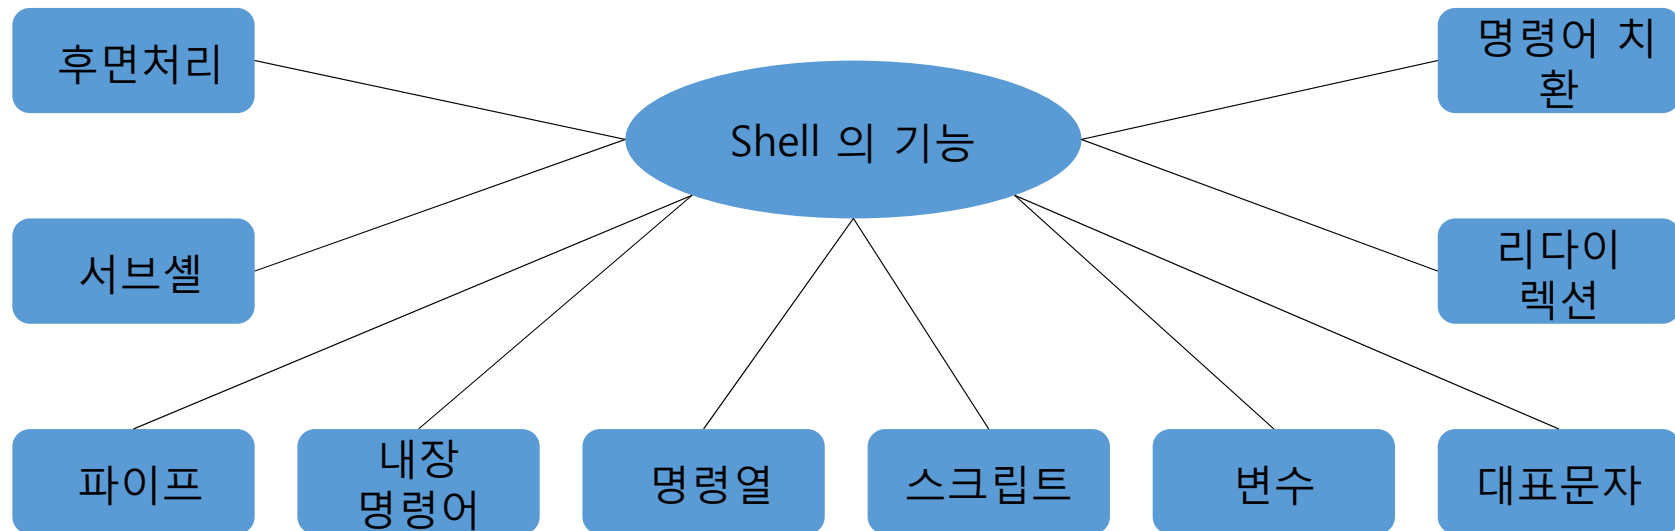 후면처리
명령어 치
환
Shell 의 기능
서브셸
리다이
렉션
파이프
내장
명령어
명령열
스크립트
변수
대표문자